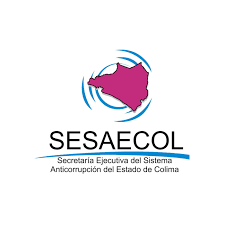 SESAECOL
Secretaría Ejecutiva del Sistema
Anticorrupción del Estado de Colima